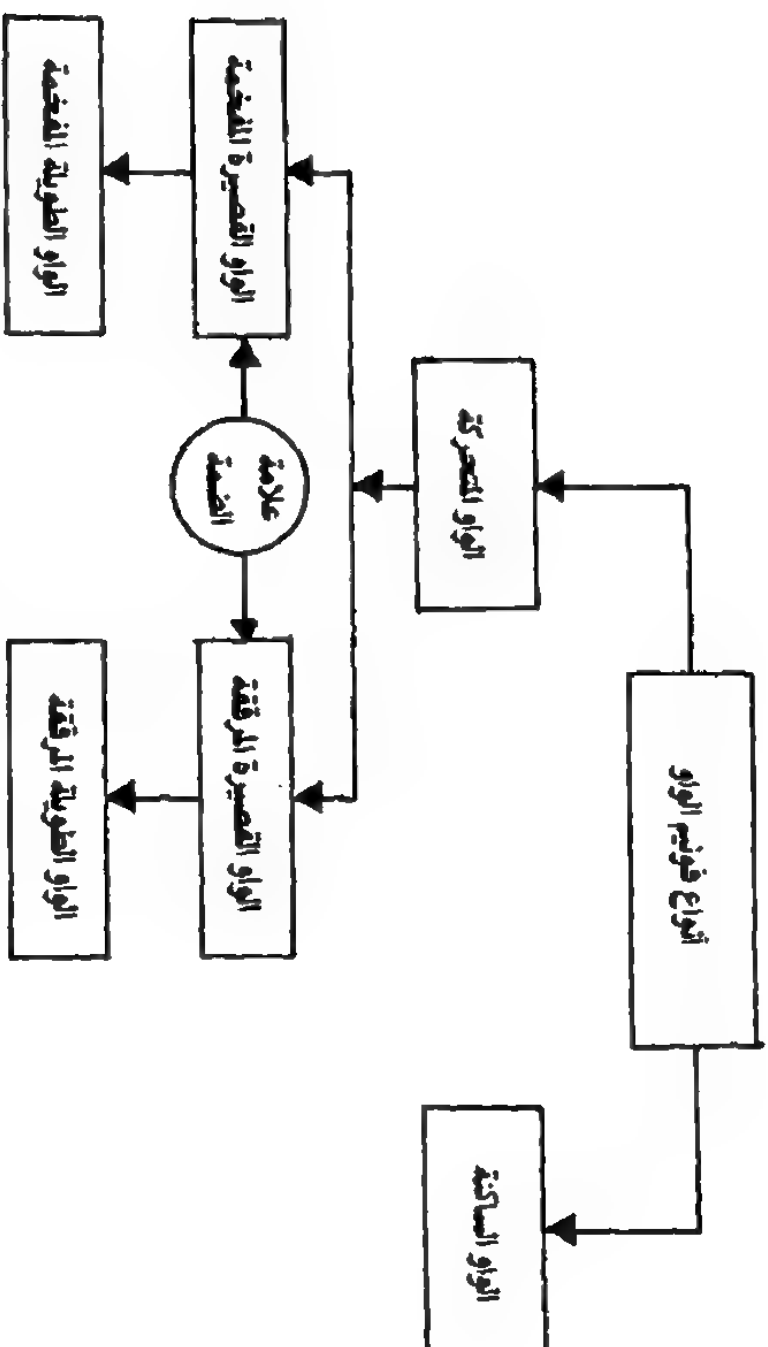 أنواع فونيم الواو
الواو الساكنة
الواو المتحركة
علامة
الضمة
الواو القصيرة المرققة
الواو القصيرة المفخمة
الواو الطويلة المرققة
الواو الطويلة المفخمة